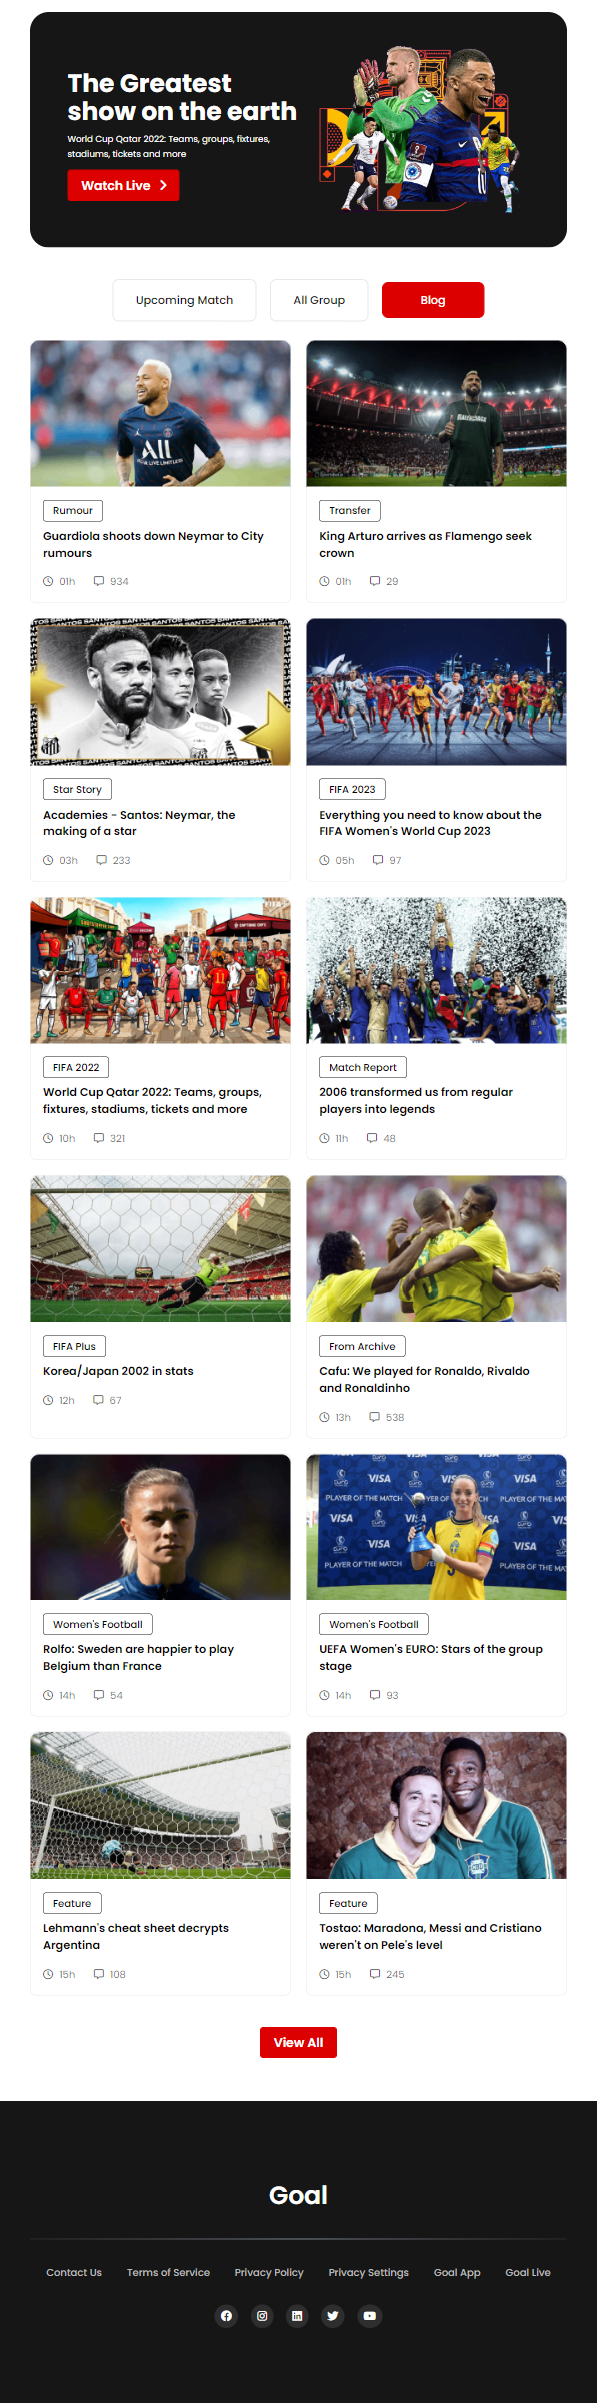 The Greatest
show on the earth
World Cup Qatar 2022: Teams, groups, fixtures,
stadiums, tickets and more
Watch Live
Upcoming Match
All Group
Blog
Rumour
Guardiola shoots down Neymar to City
rumours
01h 934
Transfer
King Arturo arrives as Flamengo seek
crown
01h 29
Star Story
Academies - Santos: Neymar, the
making of a star
03h 233
FIFA 2023
Everything you need to know about the
FIFA Women's World Cup 2023
05h 97
FIFA 2022
World Cup Qatar 2022: Teams, groups,
fixtures, stadiums, tickets and more
10h 321
Match Report
2006 transformed us from regular
players into legends
11h 48
FIFA Plus
Korea/Japan 2002 in stats
12h 67
From Archive
Cafu: We played for Ronaldo, Rivaldo
and Ronaldinho
13h 538
VISA
PLAYER OF THE MATCH
Women's Football
Rolfo: Sweden are happier to play
Belgium than France
14h 54
Women's Football
UEFA Women's EURO: Stars of the group
stage
14h 93
Feature
Lehmann's cheat sheet decrypts
Argentina
15h 108
Feature
Tostao: Maradona, Messi and Cristiano
weren't on Pele's level
15h 245
View All
Goal
Contact Us
Terms of Service
Privacy Policy
Privacy Settings
Goal App
Goal Live